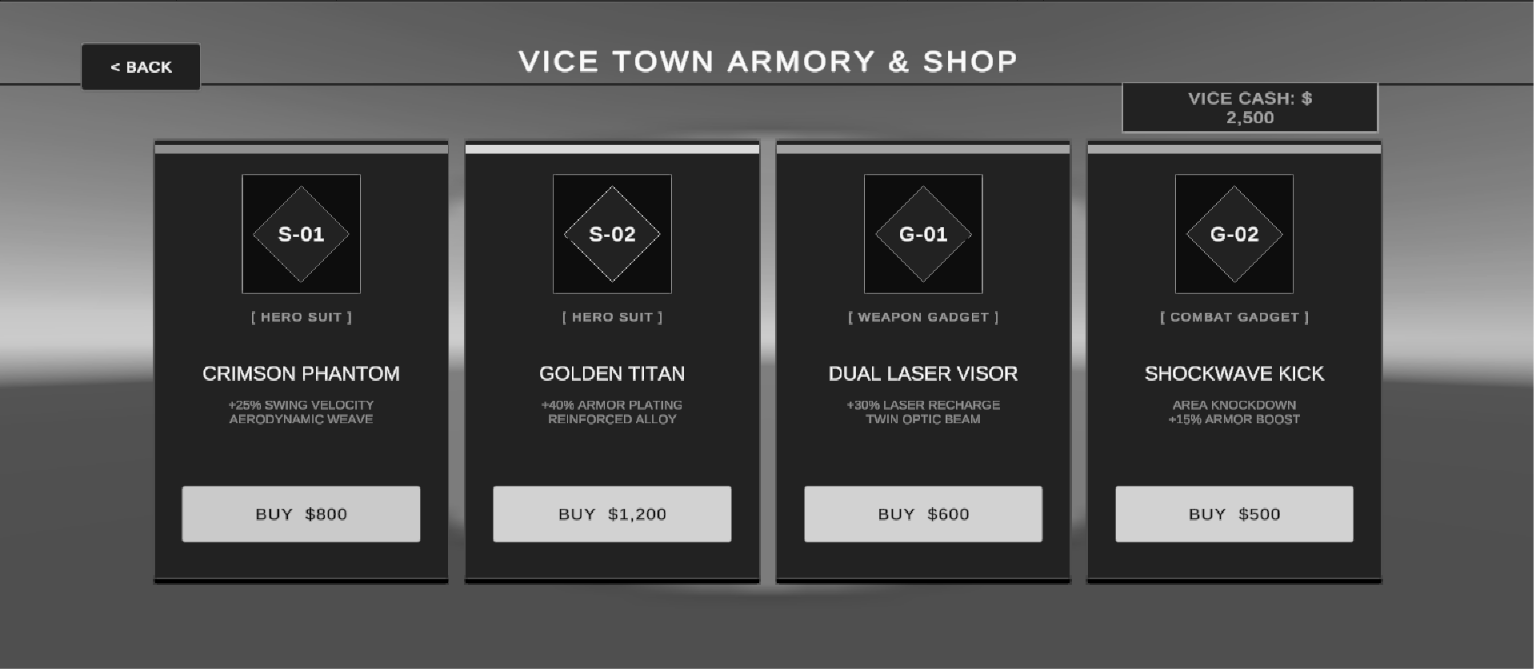 < BACK
VICE TOWN ARMORY & SHOP
VICE CASH: $
2,500
S-01
[ HERO SUIT ]
CRIMSON PHANTOM
+25% SWING VELOCITY
AERODYNAMIC WEAVE
BUY $800
S-02
[ HERO SUIT ]
GOLDEN TITAN
+40% ARMOR PLATING
REINFORCED ALLOY
BUY $1,200
G-01
[ WEAPON GADGET ]
DUAL LASER VISOR
+30% LASER RECHARGE
TWIN OPTIC BEAM
BUY $600
G-02
[ COMBAT GADGET ]
SHOCKWAVE KICK
AREA KNOCKDOWN
+15% ARMOR BOOST
BUY $500